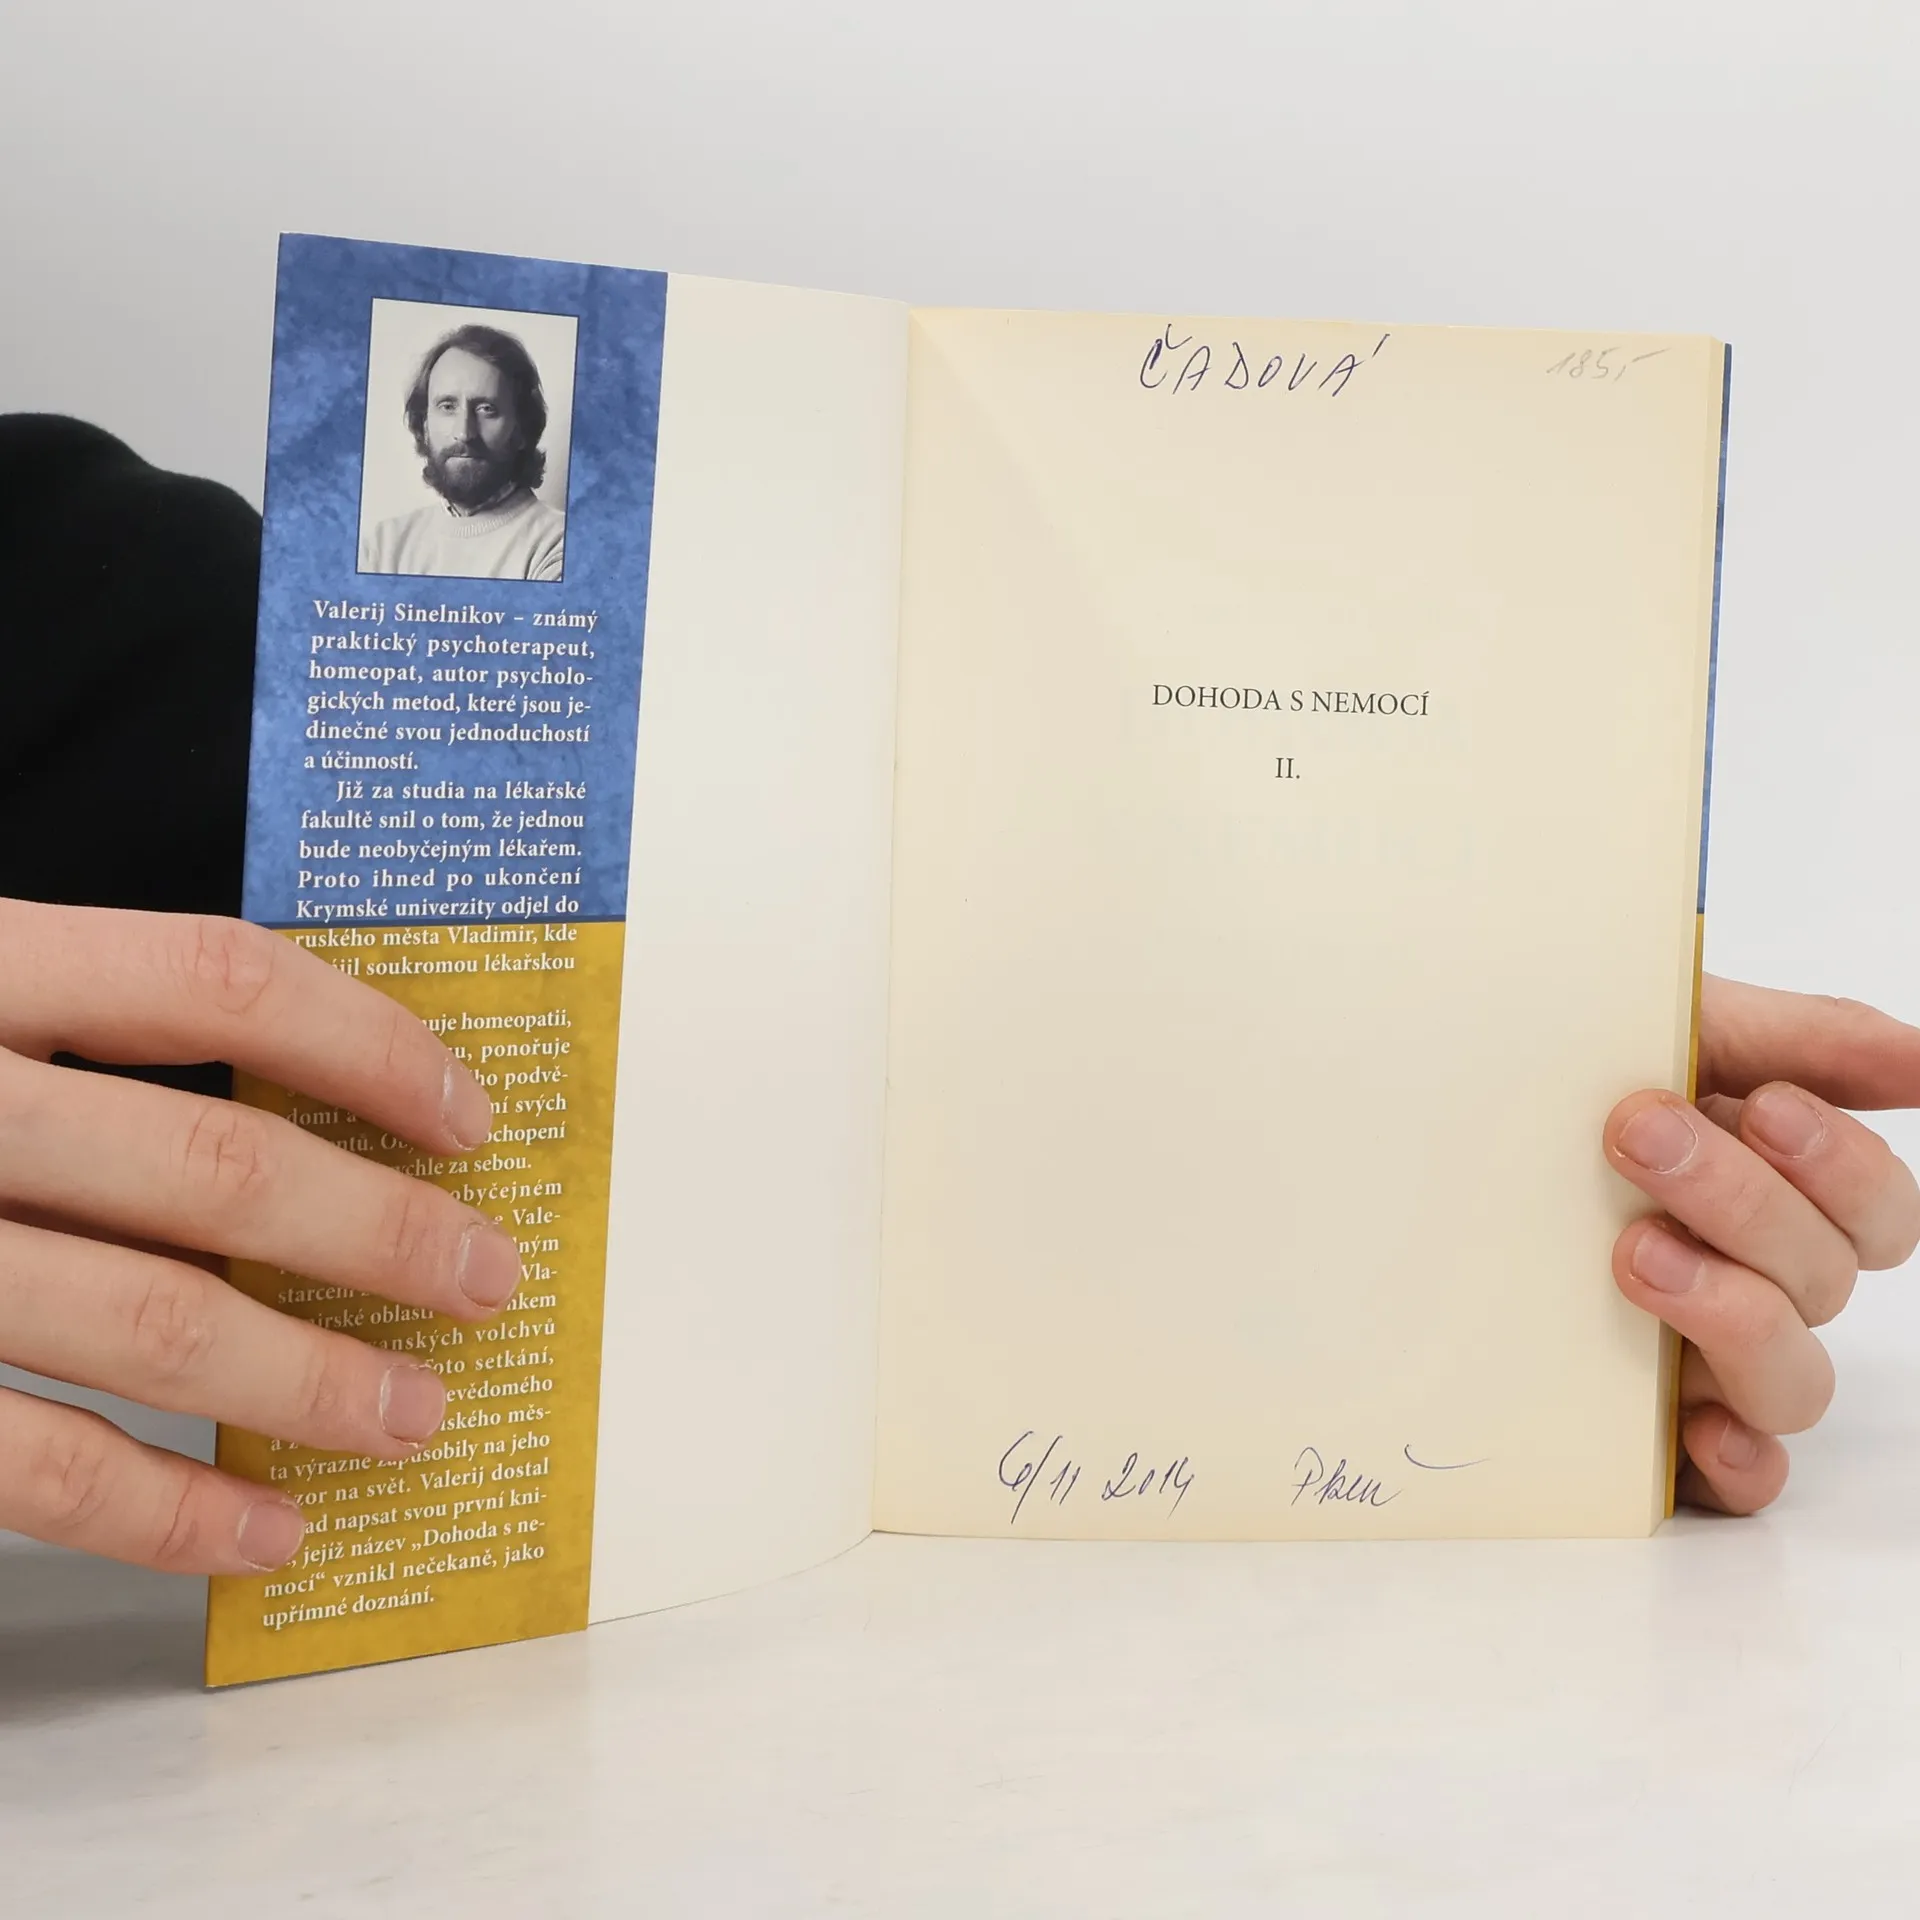 Valerij Sinelnikov – známý
praktický psychoterapeut,
homeopat, autor psycholo-
gických metod, které jsou je-
dinečné svou jednoduchostí
a účinností.
Již za studia na lékařské
fakultě snil o tom, že jednou
bude neobyčejným lékařem.
Proto ihned po ukončení
Krymské univerzity odjel do
ruského města Vladimir, kde
soukromou lékařskou
homeopatii,
ponořuje
podvě-
domí
svých
za sebou.
Vale-
Vla-
starcem
volchvů
setkání,
měs-
ta výrazně zapůsobily na jeho
na svět. Valerij dostal
napsat svou první kni-
jejíž název „Dohoda s ne-
mocí“ vznikl nečekaně, jako
upřímné doznání.
ČADOVÁ
185,-
DOHODA S NEMOCÍ
II.
6/11 2014